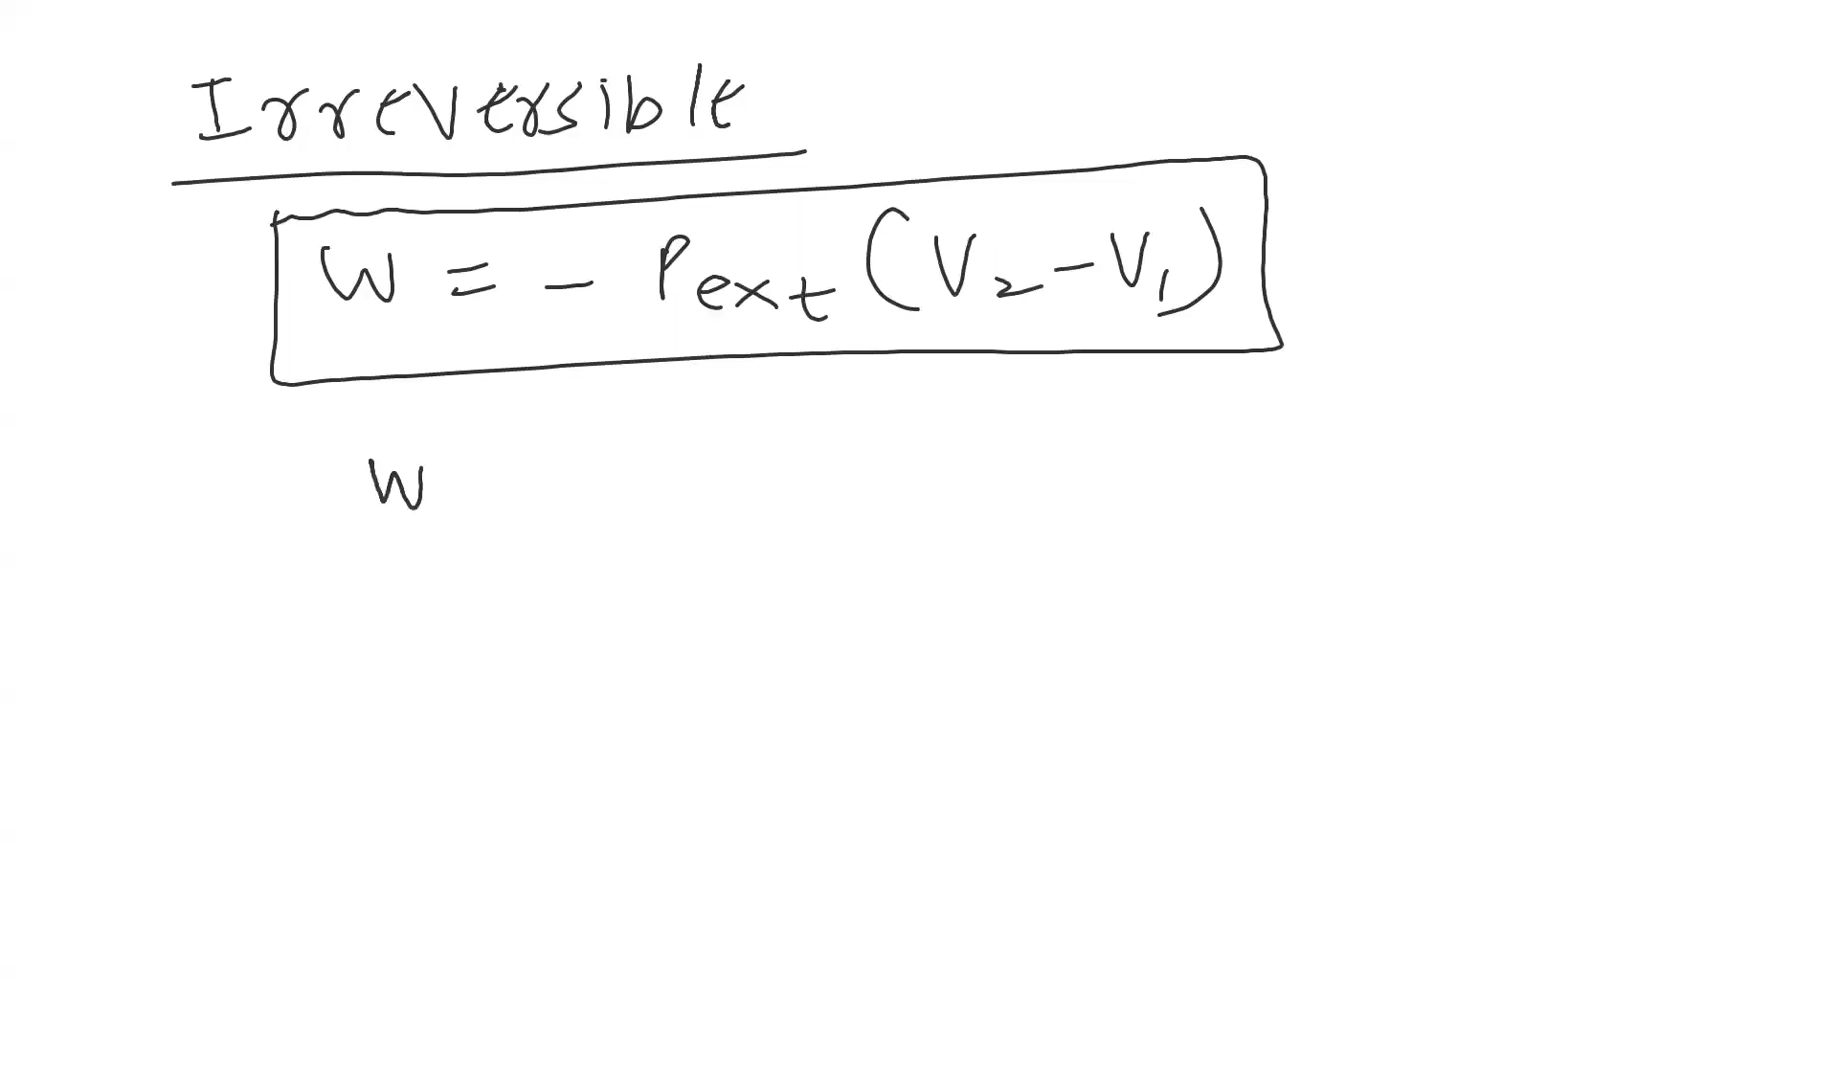 Irreversible
W = - Pext (V₂-V₁)
W